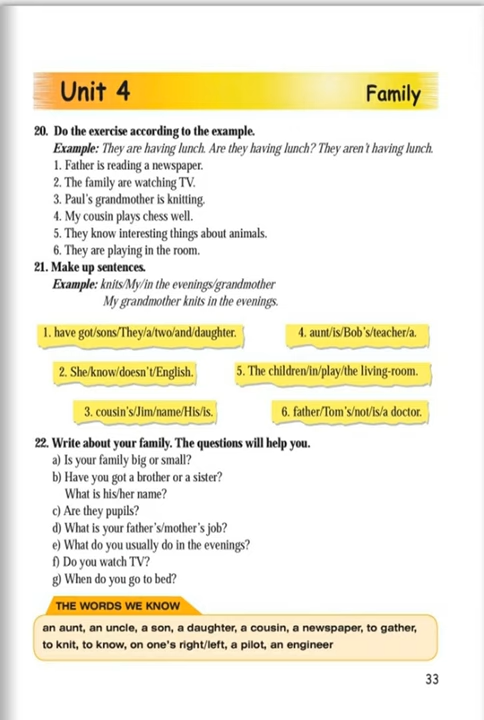 Unit 4 Family
20. Do the exercise according to the example.
Example: They are having lunch. Are they having lunch? They aren't having lunch.
1. Father is reading a newspaper.
2. The family are watching TV.
3. Paul's grandmother is knitting.
4. My cousin plays chess well.
5. They know interesting things about animals.
6. They are playing in the room.
21. Make up sentences.
Example: knits/My/in the evenings/grandmother
My grandmother knits in the evenings.
1. have got/sons/They/a/two/and/daughter.
4. aunt/is/Bob's/teacher/a.
2. She/know/doesn't/English.
5. The children/in/play/the living-room.
3. cousin's/Jim/name/His/is.
6. father/Tom's/not/is/a doctor.
22. Write about your family. The questions will help you.
a) Is your family big or small?
b) Have you got a brother or a sister?
What is his/her name?
c) Are they pupils?
d) What is your father's/mother's job?
e) What do you usually do in the evenings?
f) Do you watch TV?
g) When do you go to bed?
THE WORDS WE KNOW
an aunt, an uncle, a son, a daughter, a cousin, a newspaper, to gather,
to knit, to know, on one's right/left, a pilot, an engineer
33